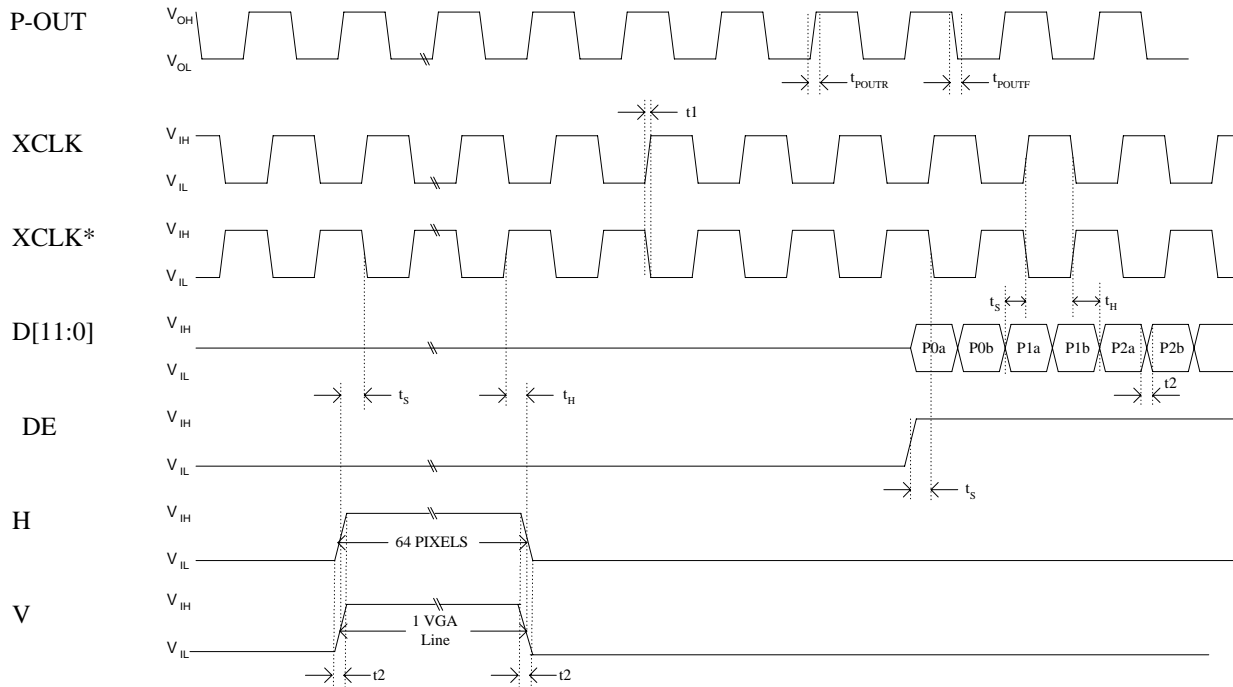 P-OUT
VOH
VOL
tPOUTR
tPOUTF
t1
XCLK
VIH
VIL
XCLK*
VIH
VIL
tS
tH
D[11:0]
VIH
VIL
P0a
P0b
P1a
P1b
P2a
P2b
tS
tH
t2
DE
VIH
VIL
tS
H
VIH
VIL
64 PIXELS
V
VIH
VIL
1 VGA
Line
t2
t2